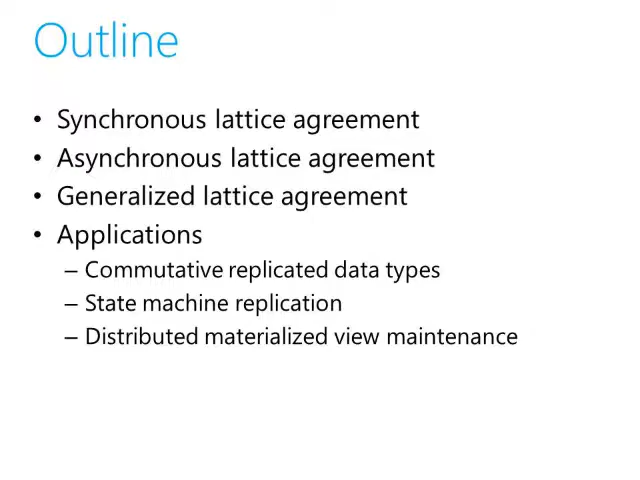 Outline
• Synchronous lattice agreement
• Asynchronous lattice agreement
• Generalized lattice agreement
• Applications
– Commutative replicated data types
– State machine replication
– Distributed materialized view maintenance